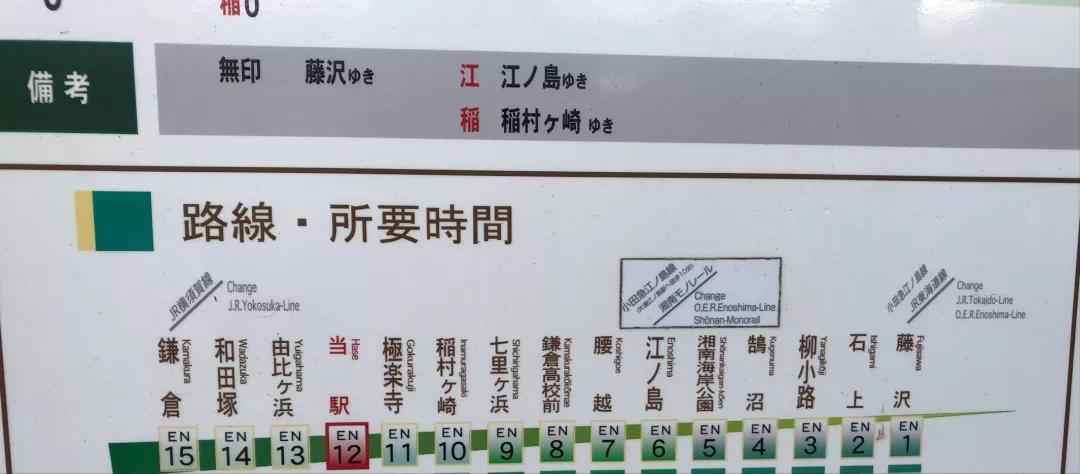 稲0
備考
無印 藤沢ゆき 江 江ノ島ゆき
稲 稲村ヶ崎ゆき
路線・所要時間
JR横須賀線
Change
J.R.Yokosuka-Line
小田急江ノ島線
湘南モノレール
Change
O.E.R.Enoshima-Line
Shōnan-Monorail
小田急江ノ島線
JR東海道線
Change
J.R.Tokaido-Line
O.E.R.Enoshima-Line
鎌倉 Kamakura
和田塚 Wadazuka
由比ヶ浜 Yuigahama
当駅 Hase
極楽寺 Gokurakuji
稲村ヶ崎 Inamuragasaki
七里ヶ浜 Shichirigahama
鎌倉高校前 Kamakurakōkōmae
腰越 Koshigoe
江ノ島 Enoshima
湘南海岸公園 Shōnankaigan-kōen
鵠沼 Kugenuma
柳小路 Yanagikōji
石上 Ishigami
藤沢 Fujisawa
EN 15
EN 14
EN 13
EN 12
EN 11
EN 10
EN 9
EN 8
EN 7
EN 6
EN 5
EN 4
EN 3
EN 2
EN 1